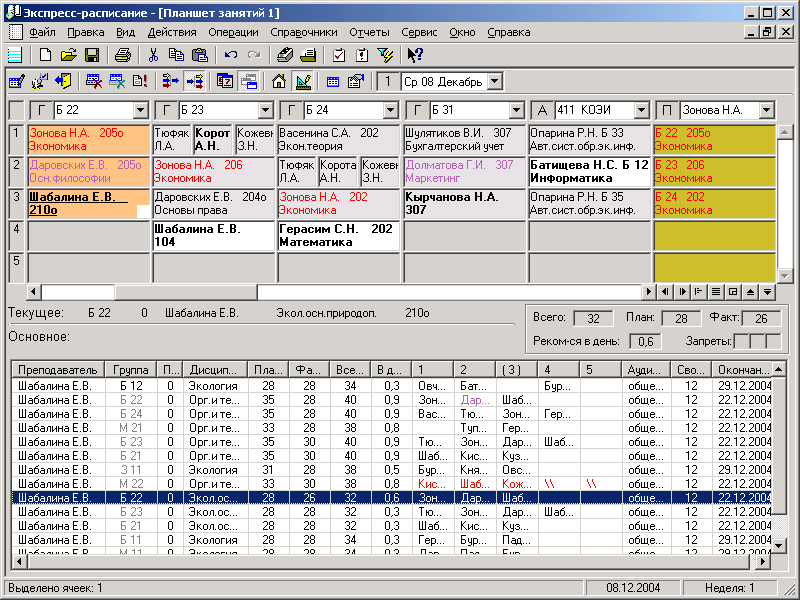 Экспресс-расписание - [Планшет занятий 1]
Файл Правка Вид Действия Операции Справочники Отчеты Сервис Окно Справка
1 Ср 08 Декабрь
Г Б 22 Г Б 23 Г Б 24 Г Б 31 А 411 КОЗИ П Зонова Н.А.
1 Зонова Н.А. 205о Тюфяк Корот Кожевн Васенина С.А. 202 Шулятиков В.И. 307 Опарина Р.Н. Б 33 Б 22 205о
Экономика Л.А. А.Н. З.Н. Экон.теория Бухгалтерский учет Авт.сист.обр.эк.инф. Экономика
2 Даровских Е.В. 205о Зонова Н.А. 206 Тюфяк Корота Кожевн Долматова Г.И. 307 Батищева Н.С. Б 12 Б 23 206
Осн.философии Экономика Л.А. А.Н. З.Н. Маркетинг Информатика Экономика
3 Шабалина Е.В. Даровских Е.В. 204о Зонова Н.А. 202 Кырчанова Н.А. Опарина Р.Н. Б 35 Б 24 202
210о Основы права Экономика 307 Авт.сист.обр.эк.инф. Экономика
4 Шабалина Е.В. Герасим С.Н. 202
104 Математика
5
Текущее: Б 22 0 Шабалина Е.В. Экол.осн.природоп. 210о
Основное:
Всего: 32 План: 28 Факт: 26
Реком-ся в день: 0,6 Запреты:
Преподаватель Группа П... Дисцип... Пла... Фа... Все... В д... 1 2 ( 3 ) 4 5 Ауди... Сво... Окончан...
Шабалина Е.В. Б 12 0 Экология 28 28 34 0,3 Овч... Бат... Бур... обще... 12 29.12.2004
Шабалина Е.В. Б 22 0 Орг.и те... 35 28 40 0,9 Зон... Дар... Шаб... обще... 12 22.12.2004
Шабалина Е.В. Б 24 0 Орг.и те... 35 28 40 0,9 Вас... Тю... Зон... Гер... обще... 12 22.12.2004
Шабалина Е.В. М 21 0 Орг.и те... 33 28 38 0,8 Туп... Гер... обще... 12 22.12.2004
Шабалина Е.В. Б 23 0 Орг.и те... 35 30 40 0,9 Тю... Зон... Дар... Шаб... обще... 12 22.12.2004
Шабалина Е.В. Б 21 0 Орг.и те... 35 30 40 0,9 Шаб... Кис... Куз... обще... 12 22.12.2004
Шабалина Е.В. З 11 0 Экология 31 28 38 0,5 Бур... Кня... Овс... обще... 12 29.12.2004
Шабалина Е.В. М 22 0 Орг.и те... 33 30 38 0,8 Кис... Шаб... Кож... \\ \\ обще... 12 22.12.2004
Шабалина Е.В. Б 22 0 Экол.ос... 28 26 32 0,6 Зон... Дар... Шаб... обще... 12 22.12.2004
Шабалина Е.В. Б 23 0 Экол.ос... 28 28 32 0,3 Тю... Зон... Дар... Шаб... обще... 12 22.12.2004
Шабалина Е.В. Б 21 0 Экол.ос... 28 28 32 0,3 Шаб... Кис... Куз... обще... 12 22.12.2004
Шабалина Е.В. Б 11 0 Экология 28 28 34 0,3 Гер... Бур... Пад... обще... 12 29.12.2004
Шабалина Е.В. М 11 0 Экология 28 28 34 0,3 Дар... Пад... Бур... обще... 12 29.12.2004
Выделено ячеек: 1 08.12.2004 Неделя: 1